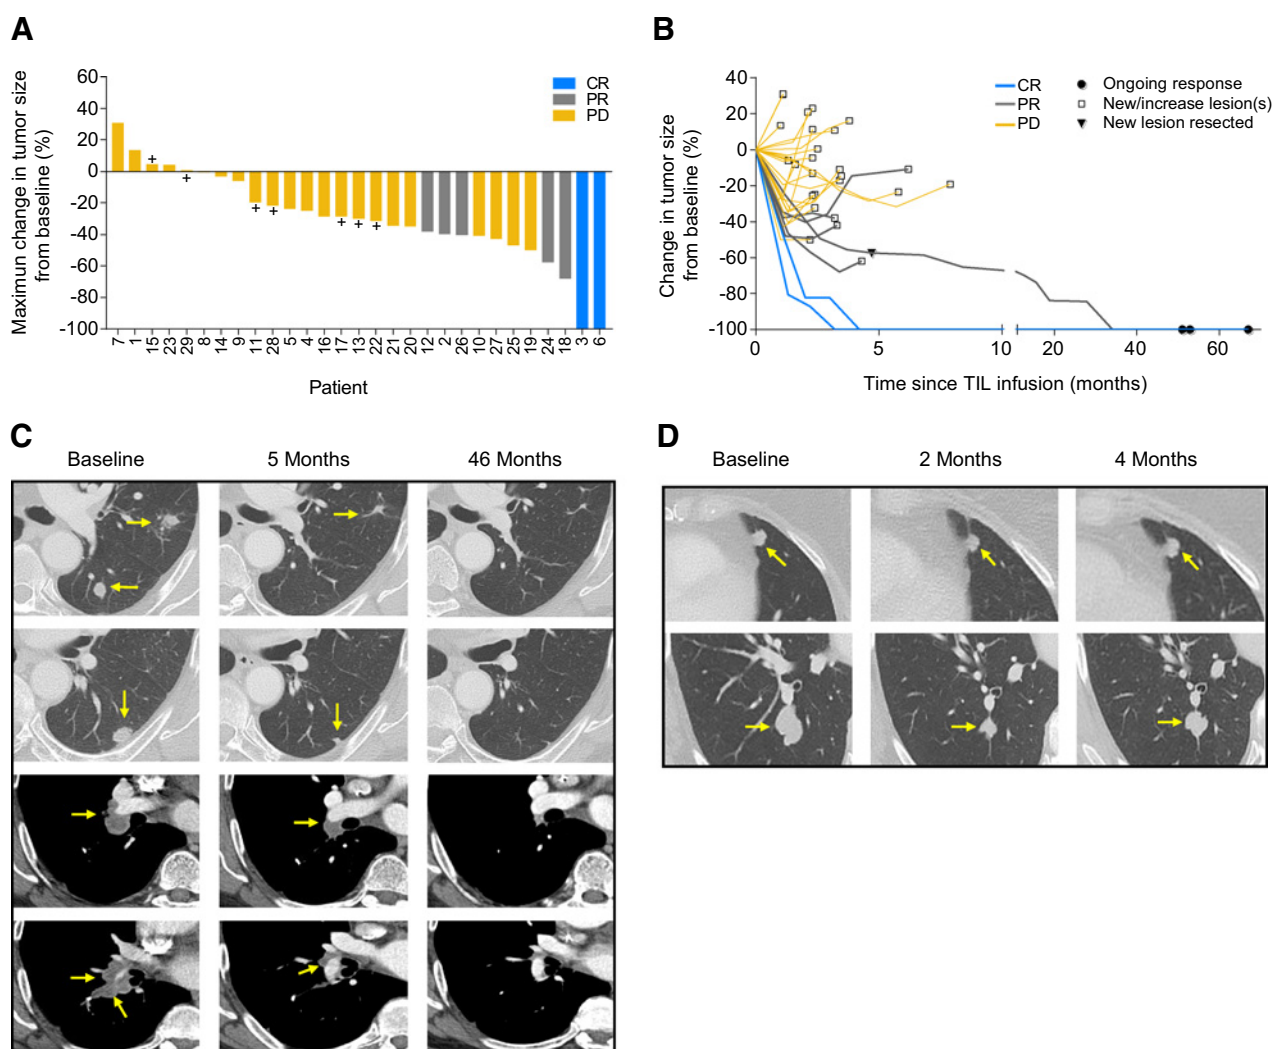 A
Maximun change in tumor size
from baseline (%)
60
40
20
0
-20
-40
-60
-80
-100
CR
PR
PD
+
+
+
+
+
+
+
7 1 15 23 29 8 14 9 11 28 5 4 16 17 13 22 21 20 12 2 26 10 27 25 19 24 18 3 6
Patient
B
Change in tumor size
from baseline (%)
40
20
0
-20
-40
-60
-80
-100
CR
PR
PD
Ongoing response
New/increase lesion(s)
New lesion resected
0 5 10 20 40 60
Time since TIL infusion (months)
C
Baseline 5 Months 46 Months
D
Baseline 2 Months 4 Months